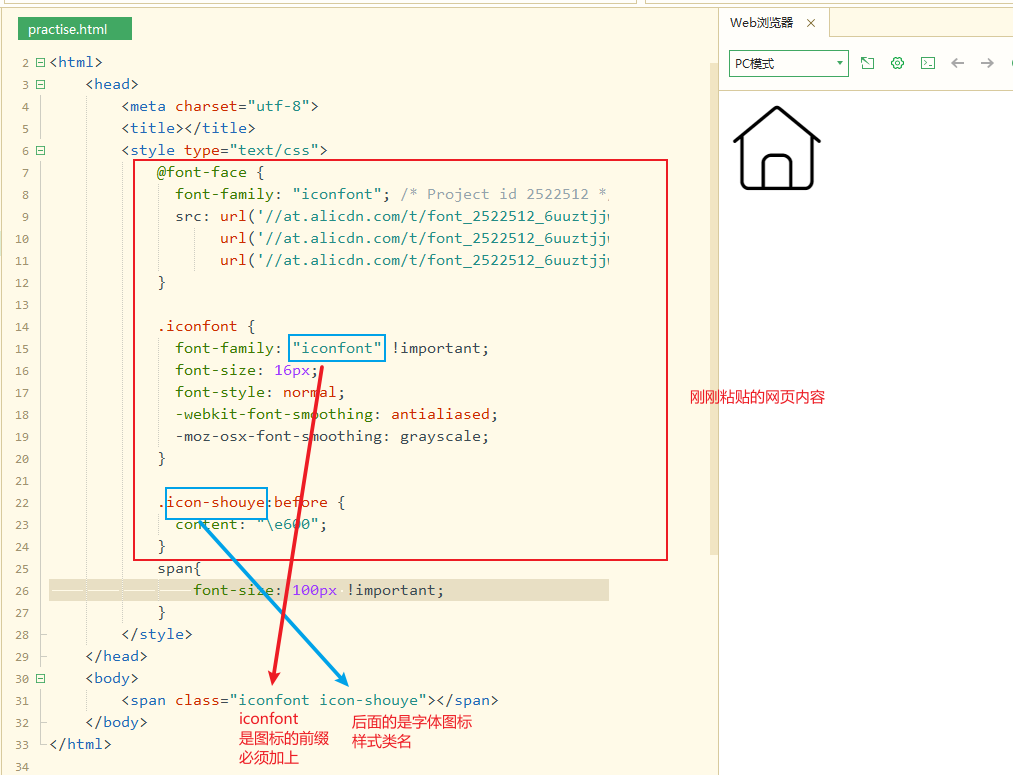 practise.html
Web浏览器
PC模式
2 <html>
3 <head>
4 <meta charset="utf-8">
5 <title></title>
6 <style type="text/css">
7 @font-face {
8 font-family: "iconfont"; /* Project id 2522512 *
9 src: url('//at.alicdn.com/t/font_2522512_6uuztjj
10 url('//at.alicdn.com/t/font_2522512_6uuztjj
11 url('//at.alicdn.com/t/font_2522512_6uuztjj
12 }
13
14 .iconfont {
15 font-family: "iconfont" !important;
16 font-size: 16px;
17 font-style: normal;
18 -webkit-font-smoothing: antialiased;
19 -moz-osx-font-smoothing: grayscale;
20 }
21
22 .icon-shouye:before {
23 content: "\e600";
24 }
25 span{
26 font-size: 100px !important;
27 }
28 </style>
29 </head>
30 <body>
31 <span class="iconfont icon-shouye"></span>
32 </body>
33 </html>
34
刚刚粘贴的网页内容
iconfont
是图标的前缀
必须加上
后面的是字体图标
样式类名